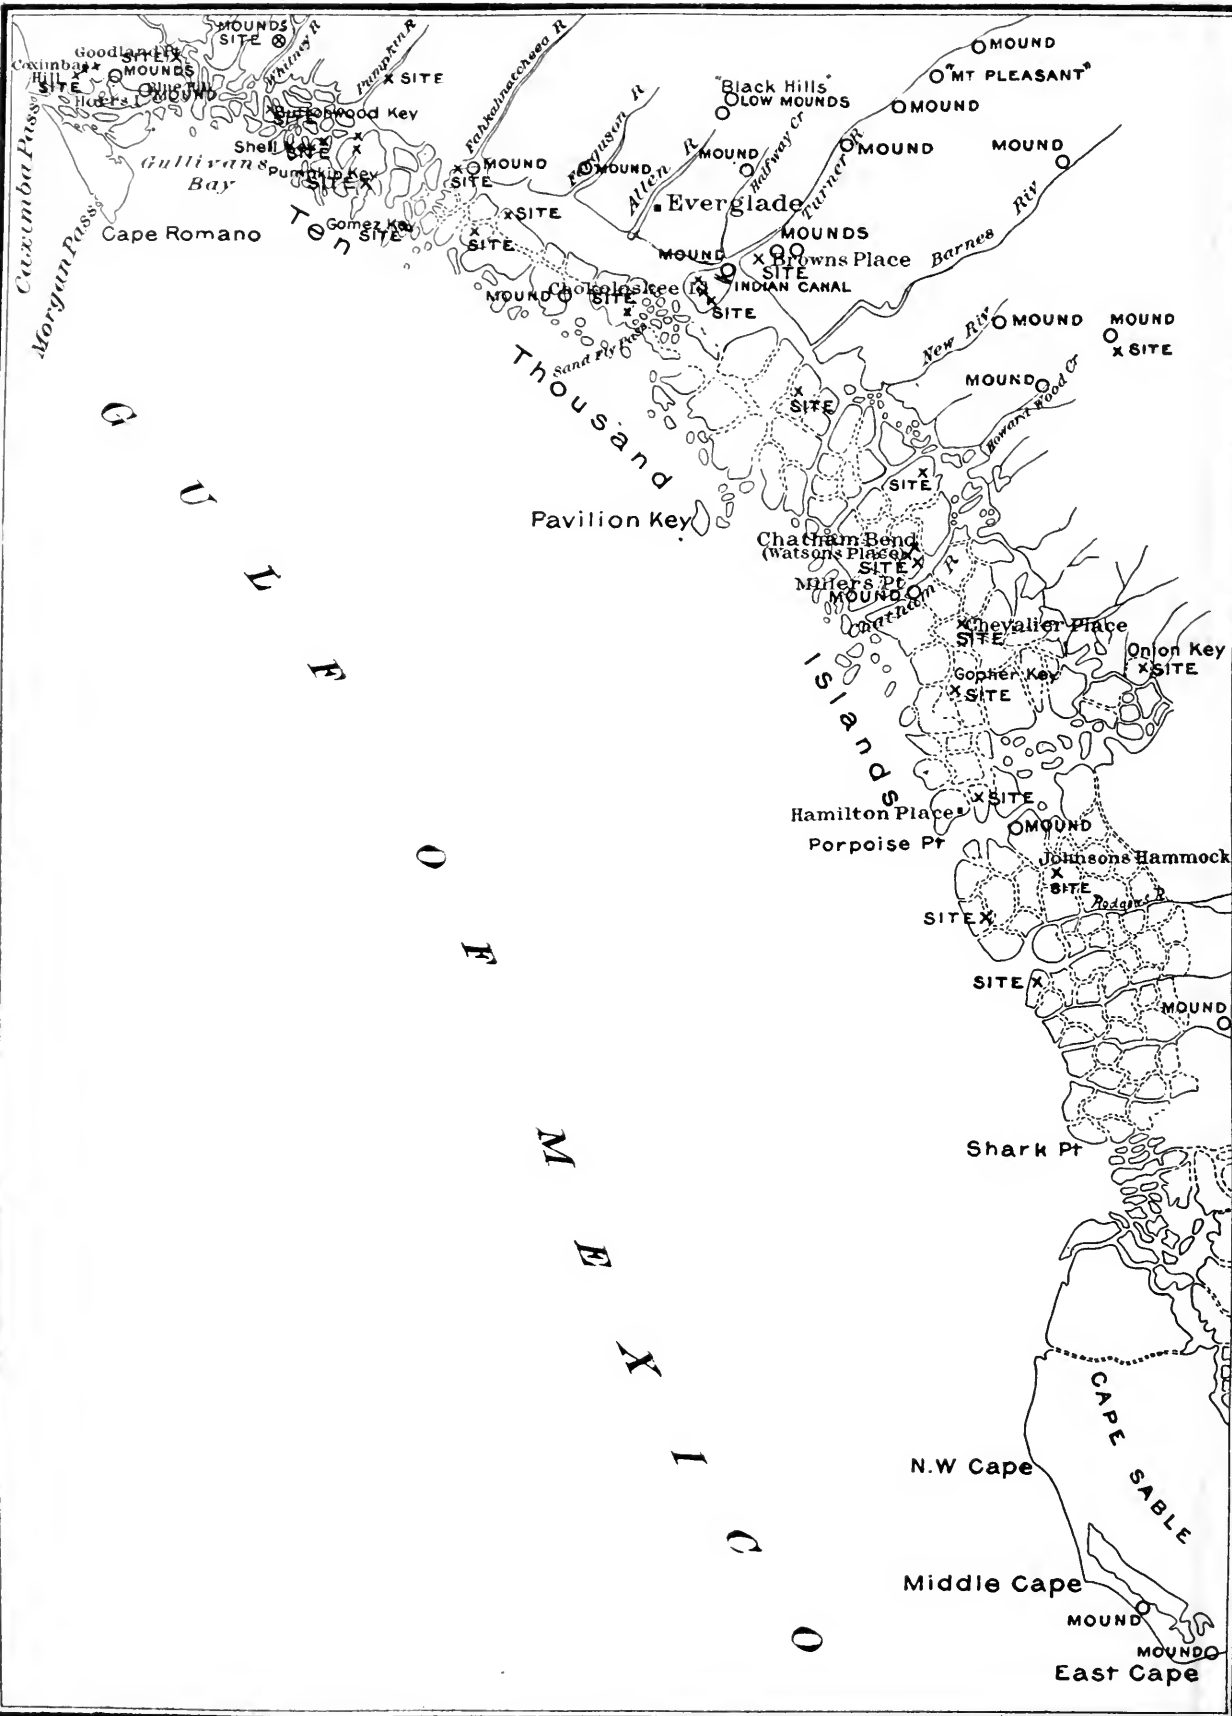 MOUNDS
SITE
Whitney R
Pumpkin R
SITE
Fahkahnatcheea R
Goodland Pt
SITE
Caximbas
Hill
SITE
MOUNDS
MOUND
Buttonwood Key
SITE
Shell Key
SITE
Pumpkin Key
SITE
Gullivans
Bay
Caximba Pass
Morgan Pass
Cape Romano
Gomez Key
SITE
MOUND
SITE
SITE
SITE
Ferguson R
MOUND
Allen R
"Black Hills"
LOW MOUNDS
MOUND
Halfway Cr
Everglade
Turner R
MOUND
"MT PLEASANT"
MOUND
MOUND
MOUND
Barnes Riv
MOUNDS
Browns Place
SITE
MOUND
INDIAN CANAL
Chokoloskee (I)
SITE
SITE
MOUND
Sand Fly Pass
New Riv
MOUND
MOUND
SITE
MOUND
Howard Wood Cr
SITE
SITE
Ten
Thousand
Islands
Pavilion Key
Chatham Bend
(Watsons Place)
SITE
Millers Pt
MOUND
Chatham R
Chevalier Place
SITE
Onion Key
SITE
Gopher Key
SITE
SITE
Hamilton Place
Porpoise Pt
MOUND
Johnsons Hammock
SITE
Rodgers R
SITE
SITE
MOUND
Shark Pt
GULF OF MEXICO
CAPE SABLE
N.W Cape
Middle Cape
MOUND
MOUND
East Cape